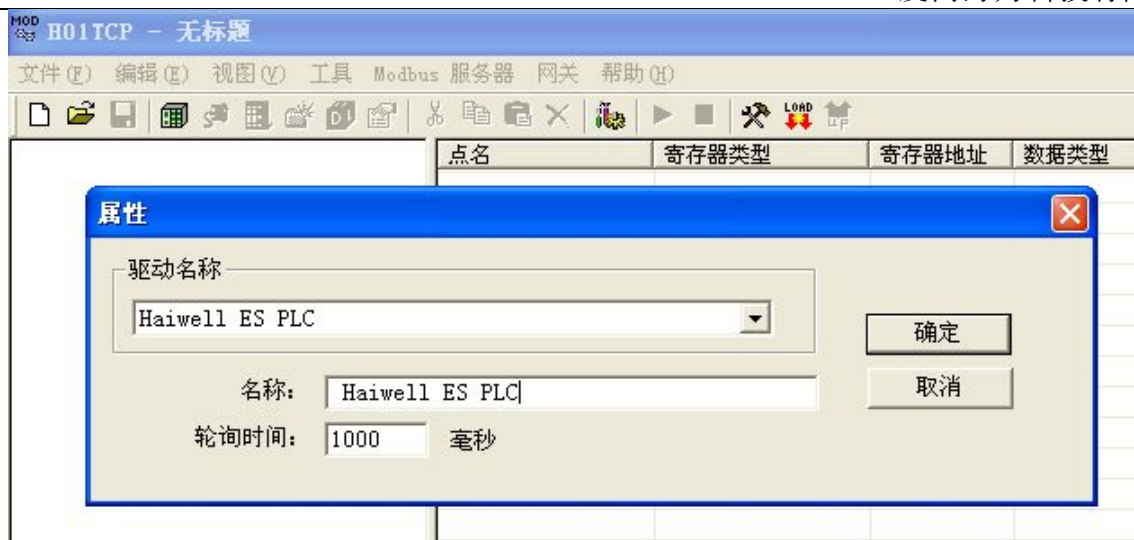 H01TCP - 无标题
文件(F) 编辑(E) 视图(V) 工具 Modbus 服务器 网关 帮助(H)
LOAD
点名 寄存器类型 寄存器地址 数据类型
属性
驱动名称
Haiwell ES PLC
确定
名称: Haiwell ES PLC
取消
轮询时间: 1000 毫秒